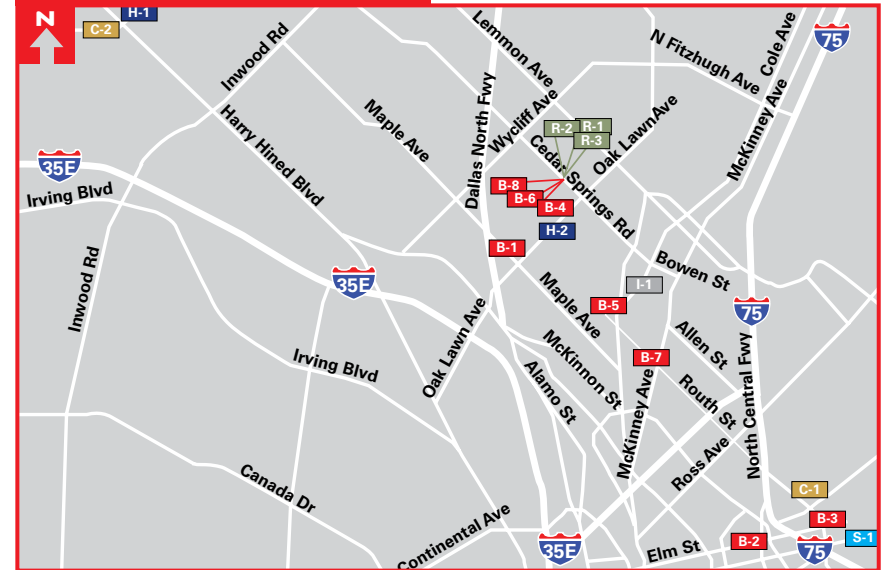 N
H-1
C-2
Inwood Rd
Lemmon Ave
N Fitzhugh Ave
Cole Ave
75
McKinney Ave
Harry Hined Blvd
Maple Ave
Dallas North Fwy
Wycliff Ave
R-2
R-1
R-3
Oak LawnAve
Cedar Springs Rd
35E
Irving Blvd
B-8
B-6
B-4
H-2
B-1
Inwood Rd
35E
Bowen St
I-1
B-5
Maple Ave
75
Oak Lawn Ave
McKinnon St
Allen St
B-7
Irving Blvd
Alamo St
McKinney Ave
Routh St
North Central Fwy
Ross Ave
Canada Dr
C-1
Continental Ave
B-3
S-1
B-2
35E
Elm St
75